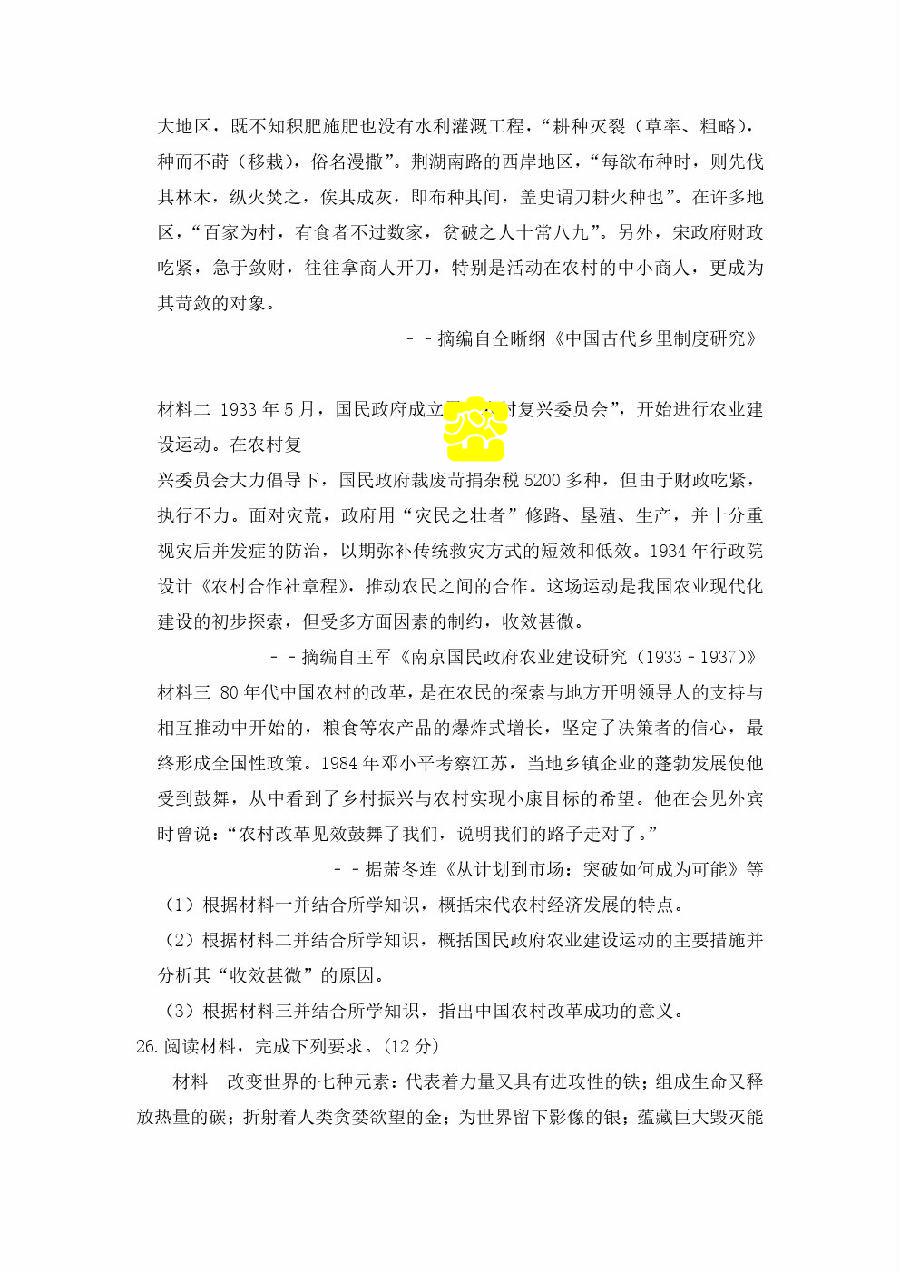 大地区，既不知积肥施肥也没有水利灌溉工程，“耕种灭裂（草率、粗略），
种而不莳（移栽），俗名漫撒”。荆湖南路的西岸地区，“每欲布种时，则先伐
其林木，纵火焚之，俟其成灰，即布种其间，盖史谓刀耕火种也”。在许多地
区，“百家为村，有食者不过数家，贫破之人十常八九”。另外，宋政府财政
吃紧，急于敛财，往往拿商人开刀，特别是活动在农村的中小商人，更成为
其苛敛的对象。
--摘编自仝晰纲《中国古代乡里制度研究》
材料二 1933年5月，国民政府成立 村复兴委员会”，开始进行农业建
设运动。在农村复
兴委员会大力倡导下，国民政府裁废苛捐杂税5200多种，但由于财政吃紧，
执行不力。面对灾荒，政府用“灾民之壮者”修路、垦殖、生产，并十分重
视灾后并发症的防治，以期弥补传统救灾方式的短效和低效。1934年行政院
设计《农村合作社章程》，推动农民之间的合作。这场运动是我国农业现代化
建设的初步探索，但受多方面因素的制约，收效甚微。
--摘编自王军《南京国民政府农业建设研究（1933-1937）》
材料三 80年代中国农村的改革，是在农民的探索与地方开明领导人的支持与
相互推动中开始的，粮食等农产品的爆炸式增长，坚定了决策者的信心，最
终形成全国性政策。1984年邓小平考察江苏，当地乡镇企业的蓬勃发展使他
受到鼓舞，从中看到了乡村振兴与农村实现小康目标的希望。他在会见外宾
时曾说：“农村改革见效鼓舞了我们，说明我们的路子走对了。”
--据萧冬连《从计划到市场：突破如何成为可能》等
（1）根据材料一并结合所学知识，概括宋代农村经济发展的特点。
（2）根据材料二并结合所学知识，概括国民政府农业建设运动的主要措施并
分析其“收效甚微”的原因。
（3）根据材料三并结合所学知识，指出中国农村改革成功的意义。
26.阅读材料，完成下列要求。（12分）
材料 改变世界的七种元素：代表着力量又具有进攻性的铁；组成生命又释
放热量的碳；折射着人类贪婪欲望的金；为世界留下影像的银；蕴藏巨大毁灭能